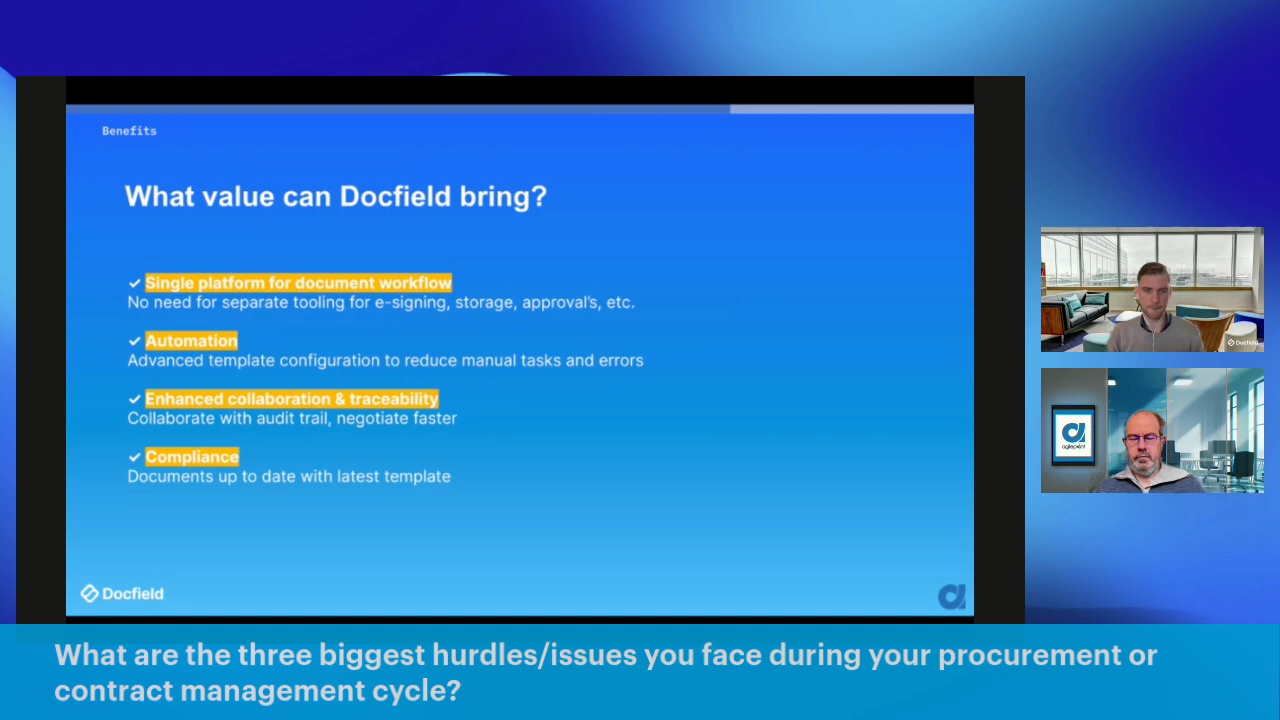 Benefits
What value can Docfield bring?
✓ Single platform for document workflow
No need for separate tooling for e-signing, storage, approval's, etc.
✓ Automation
Advanced template configuration to reduce manual tasks and errors
✓ Enhanced collaboration & traceability
Collaborate with audit trail, negotiate faster
✓ Compliance
Documents up to date with latest template
Docfield
Docfield
agilepoint
What are the three biggest hurdles/issues you face during your procurement or
contract management cycle?